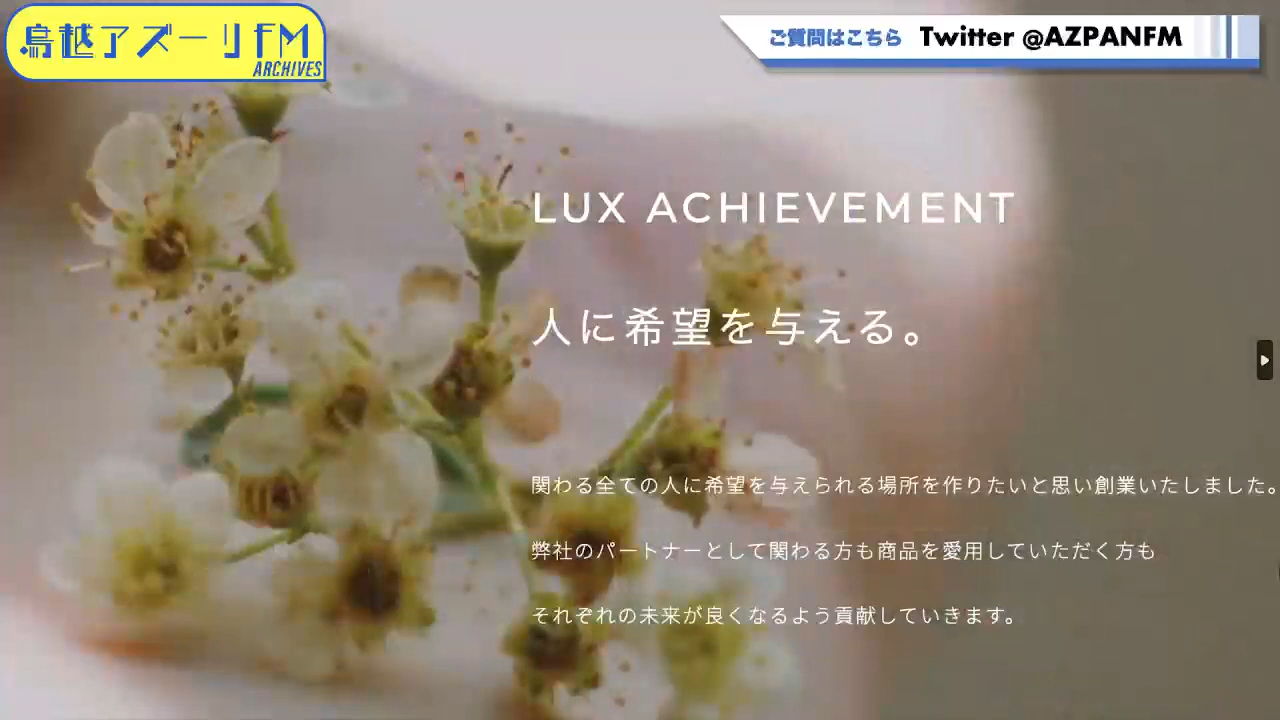 鳥越アズーリFM
ARCHIVES
ご質問はこちら Twitter @AZPANFM
LUX ACHIEVEMENT
人に希望を与える。
関わる全ての人に希望を与えられる場所を作りたいと思い創業いたしました。
弊社のパートナーとして関わる方も商品を愛用していただく方も
それぞれの未来が良くなるよう貢献していきます。